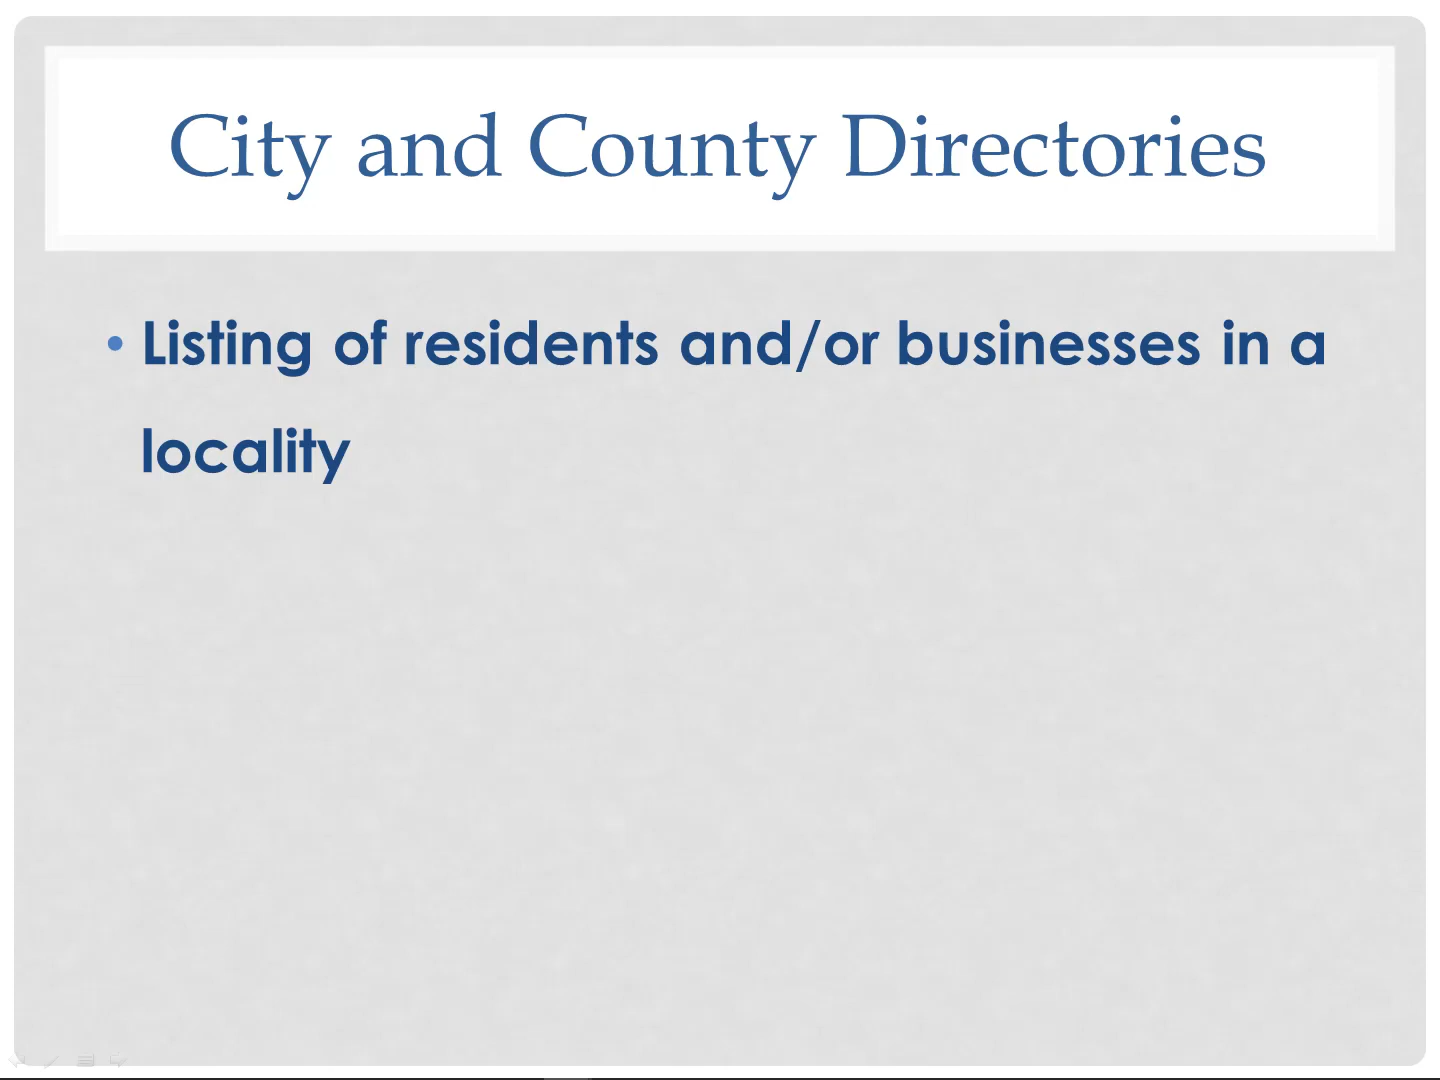 City and County Directories
• Listing of residents and/or businesses in a
locality